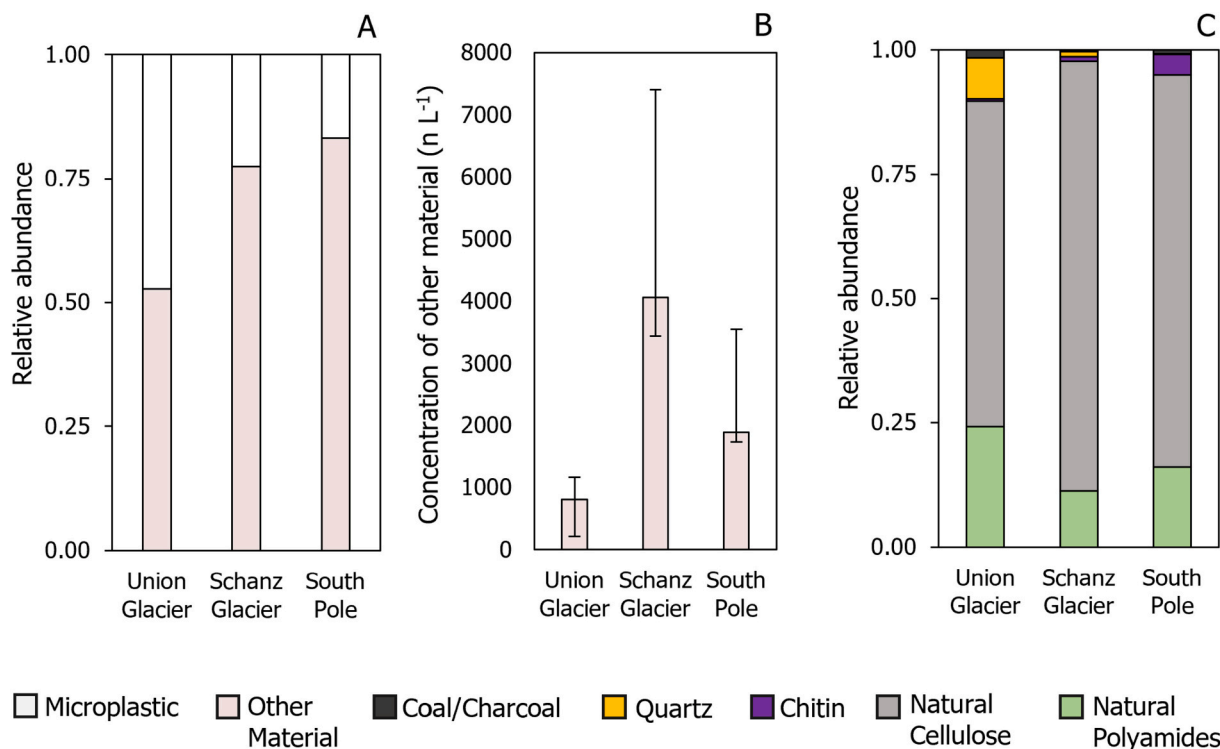 A
1.00
0.75
0.50
0.25
0.00
Relative abundance
Union
Glacier
Schanz
Glacier
South
Pole
B
8000
7000
6000
5000
4000
3000
2000
1000
0
Concentration of other material (n L⁻¹)
Union
Glacier
Schanz
Glacier
South
Pole
C
1.00
0.75
0.50
0.25
0.00
Relative abundance
Union
Glacier
Schanz
Glacier
South
Pole
Microplastic
Other
Material
Coal/Charcoal
Quartz
Chitin
Natural
Cellulose
Natural
Polyamides